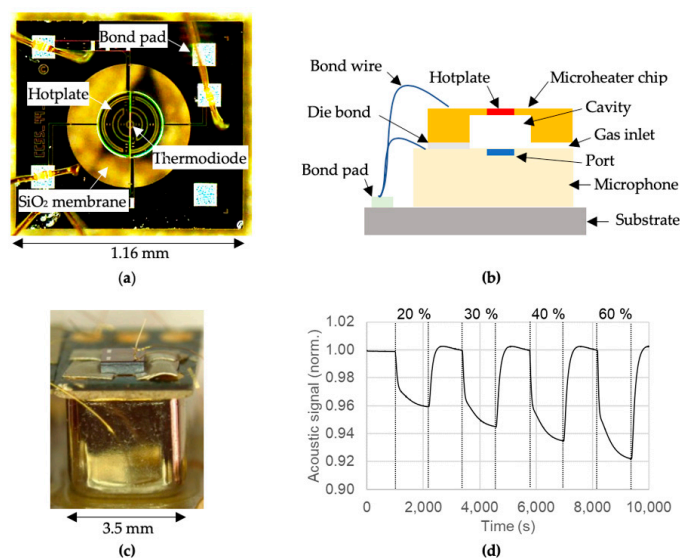 Bond pad
Hotplate
Thermodiode
SiO₂ membrane
1.16 mm
(a)
Bond wire
Hotplate
Microheater chip
Cavity
Die bond
Gas inlet
Port
Bond pad
Microphone
Substrate
(b)
3.5 mm
(c)
20 % 30 % 40 % 60 %
1.02
1.00
0.98
0.96
0.94
0.92
0.90
Acoustic signal (norm.)
0 2,000 4,000 6,000 8,000 10,000
Time (s)
(d)